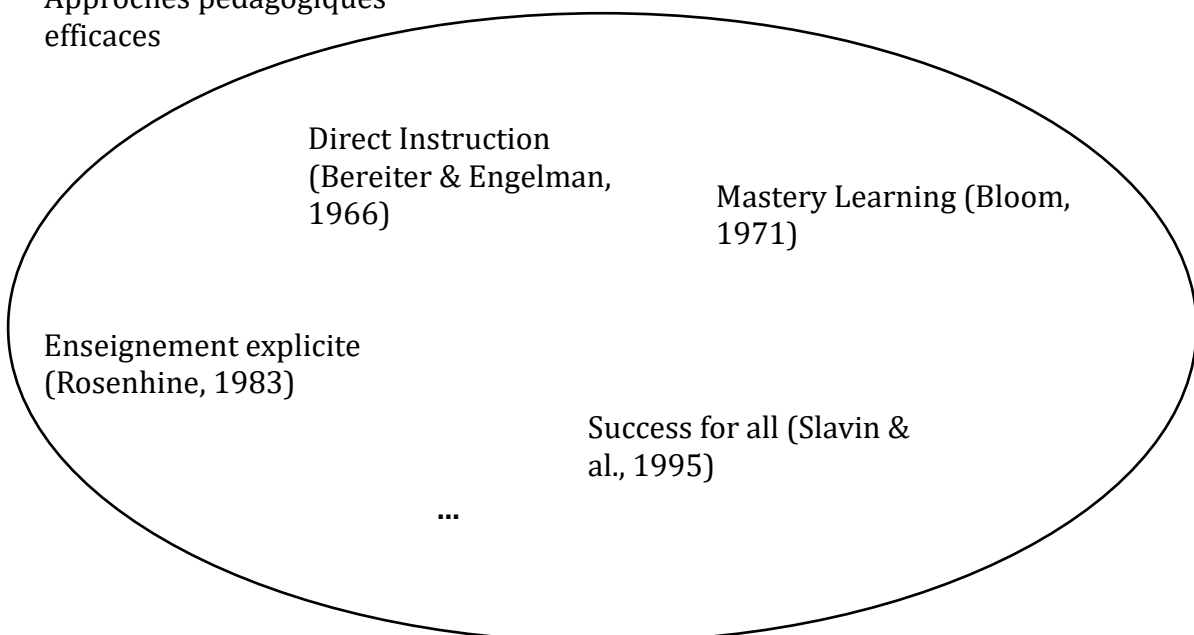 Approches pédagogiques
efficaces
Direct Instruction
(Bereiter & Engelman,
1966)
Mastery Learning (Bloom,
1971)
Enseignement explicite
(Rosenhine, 1983)
Success for all (Slavin &
al., 1995)
...